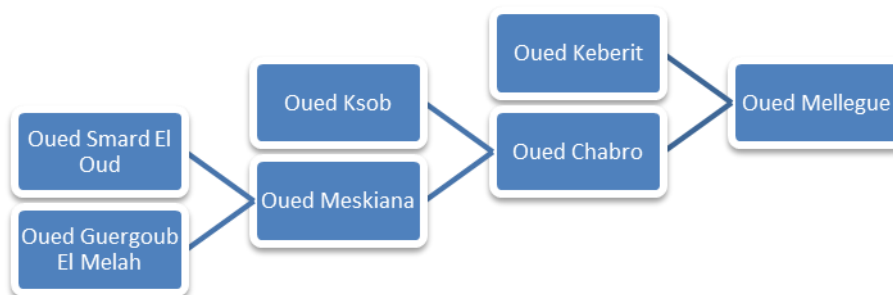 Oued Keberit
Oued Ksob
Oued Mellegue
Oued Smard El
Oud
Oued Chabro
Oued Meskiana
Oued Guergoub
El Melah